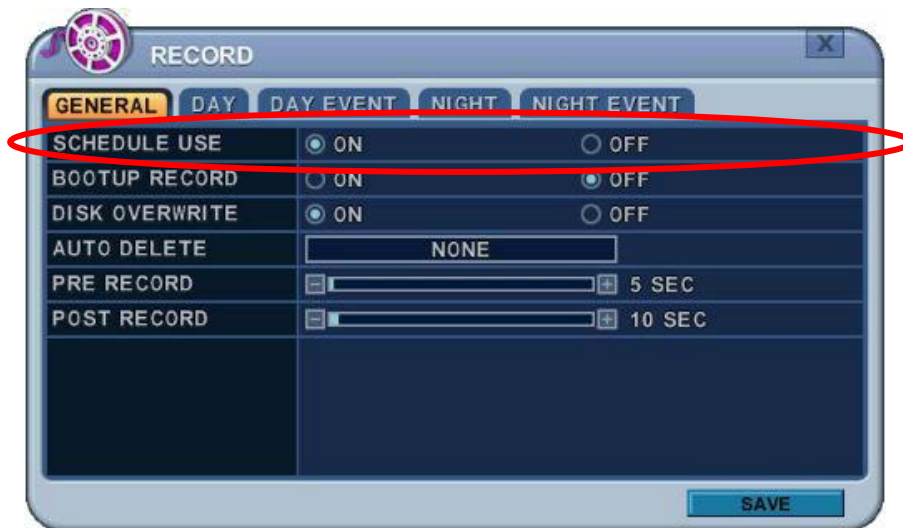 RECORD X
GENERAL DAY DAY EVENT NIGHT NIGHT EVENT
SCHEDULE USE ON OFF
BOOTUP RECORD ON OFF
DISK OVERWRITE ON OFF
AUTO DELETE NONE
PRE RECORD 5 SEC
POST RECORD 10 SEC
SAVE